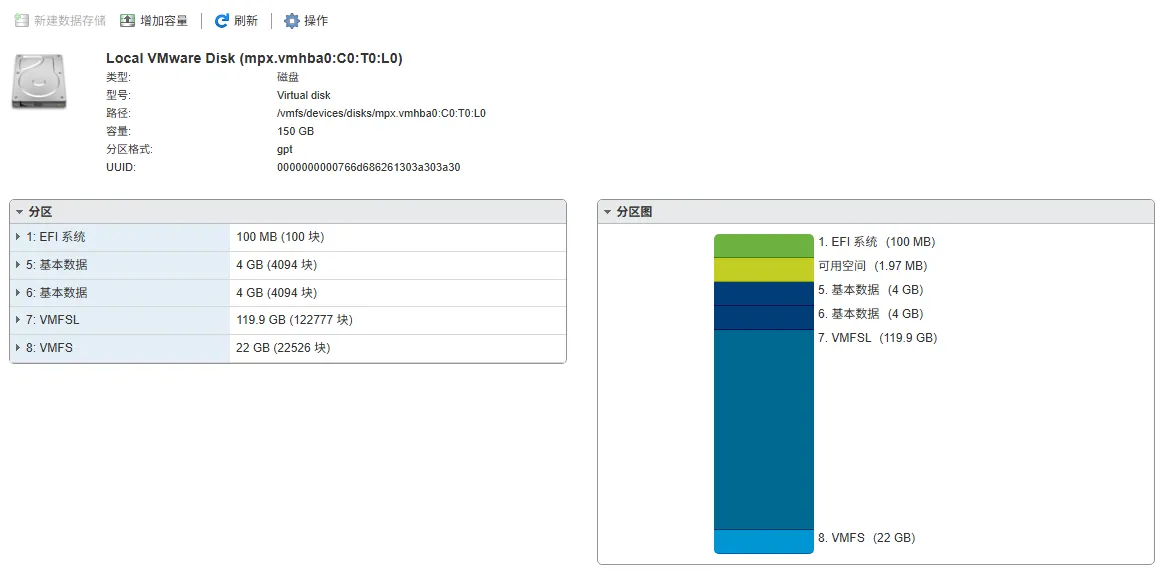 新建数据存储 增加容量 刷新 操作
Local VMware Disk (mpx.vmhba0:C0:T0:L0)
类型: 磁盘
型号: Virtual disk
路径: /vmfs/devices/disks/mpx.vmhba0:C0:T0:L0
容量: 150 GB
分区格式: gpt
UUID: 0000000000766d686261303a303a30
分区
1: EFI 系统 100 MB (100 块)
5: 基本数据 4 GB (4094 块)
6: 基本数据 4 GB (4094 块)
7: VMFSL 119.9 GB (122777 块)
8: VMFS 22 GB (22526 块)
分区图
1. EFI 系统 (100 MB)
可用空间 (1.97 MB)
5. 基本数据 (4 GB)
6. 基本数据 (4 GB)
7. VMFSL (119.9 GB)
8. VMFS (22 GB)